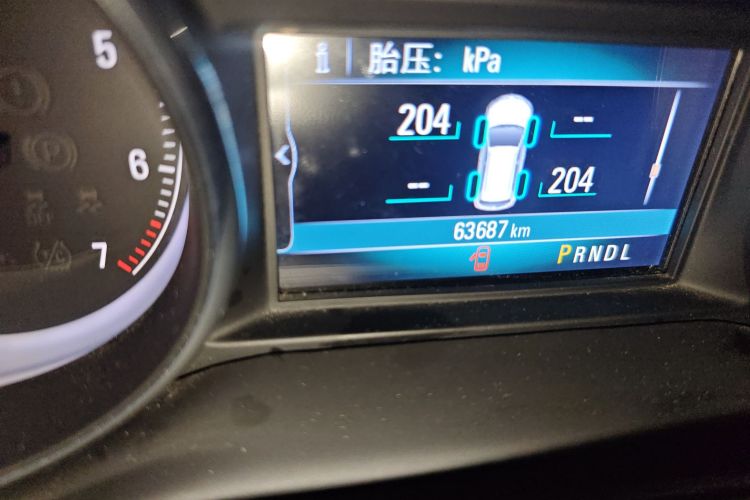 5
6
7
i 胎压: kPa
204 --
-- 204
63687 km
PRNDL